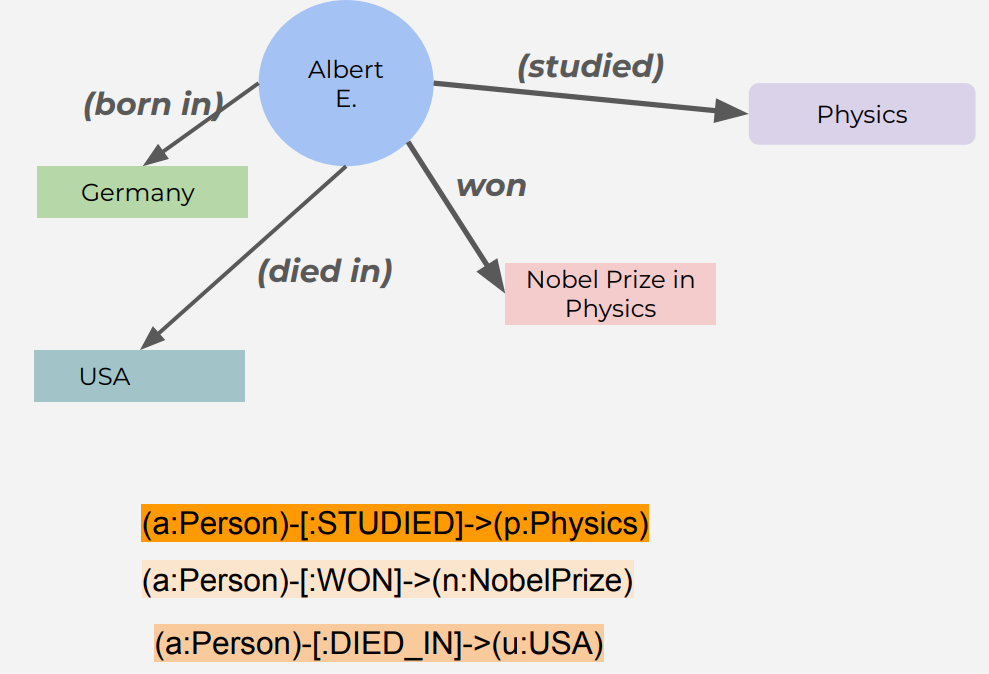 Albert
E.
(studied)
(born in)
Physics
Germany
won
(died in)
Nobel Prize in
Physics
USA
(a:Person)-[:STUDIED]->(p:Physics)
(a:Person)-[:WON]->(n:NobelPrize)
(a:Person)-[:DIED_IN]->(u:USA)